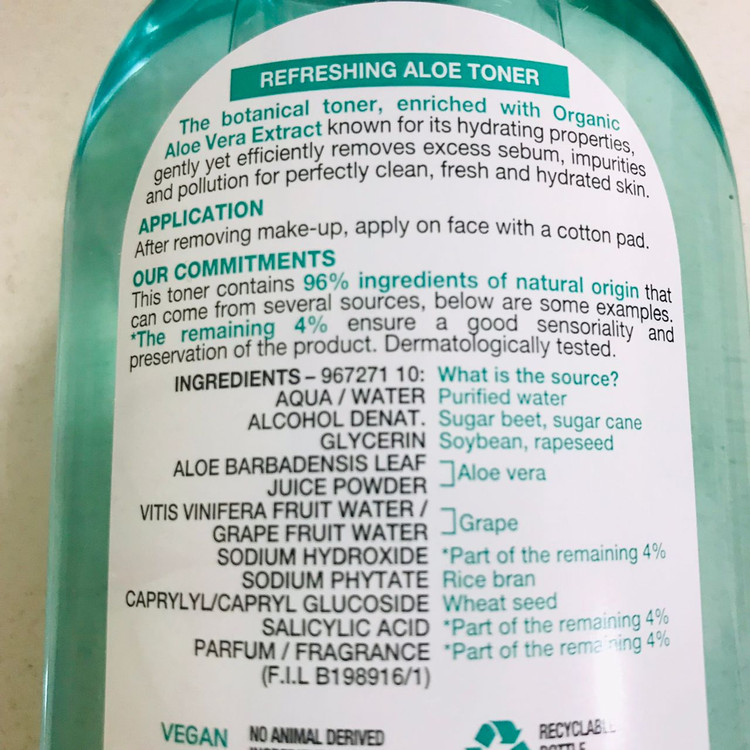 REFRESHING ALOE TONER
The botanical toner, enriched with Organic
Aloe Vera Extract known for its hydrating properties,
gently yet efficiently removes excess sebum, impurities
and pollution for perfectly clean, fresh and hydrated skin.
APPLICATION
After removing make-up, apply on face with a cotton pad.
OUR COMMITMENTS
This toner contains 96% ingredients of natural origin that
can come from several sources, below are some examples.
*The remaining 4% ensure a good sensoriality and
preservation of the product. Dermatologically tested.
INGREDIENTS – 967271 10: What is the source?
AQUA / WATER Purified water
ALCOHOL DENAT. Sugar beet, sugar cane
GLYCERIN Soybean, rapeseed
ALOE BARBADENSIS LEAF
JUICE POWDER Aloe vera
VITIS VINIFERA FRUIT WATER /
GRAPE FRUIT WATER Grape
SODIUM HYDROXIDE *Part of the remaining 4%
SODIUM PHYTATE Rice bran
CAPRYLYL/CAPRYL GLUCOSIDE Wheat seed
SALICYLIC ACID *Part of the remaining 4%
PARFUM / FRAGRANCE *Part of the remaining 4%
(F.I.L B198916/1)
VEGAN NO ANIMAL DERIVED RECYCLABLE
BOTTLE